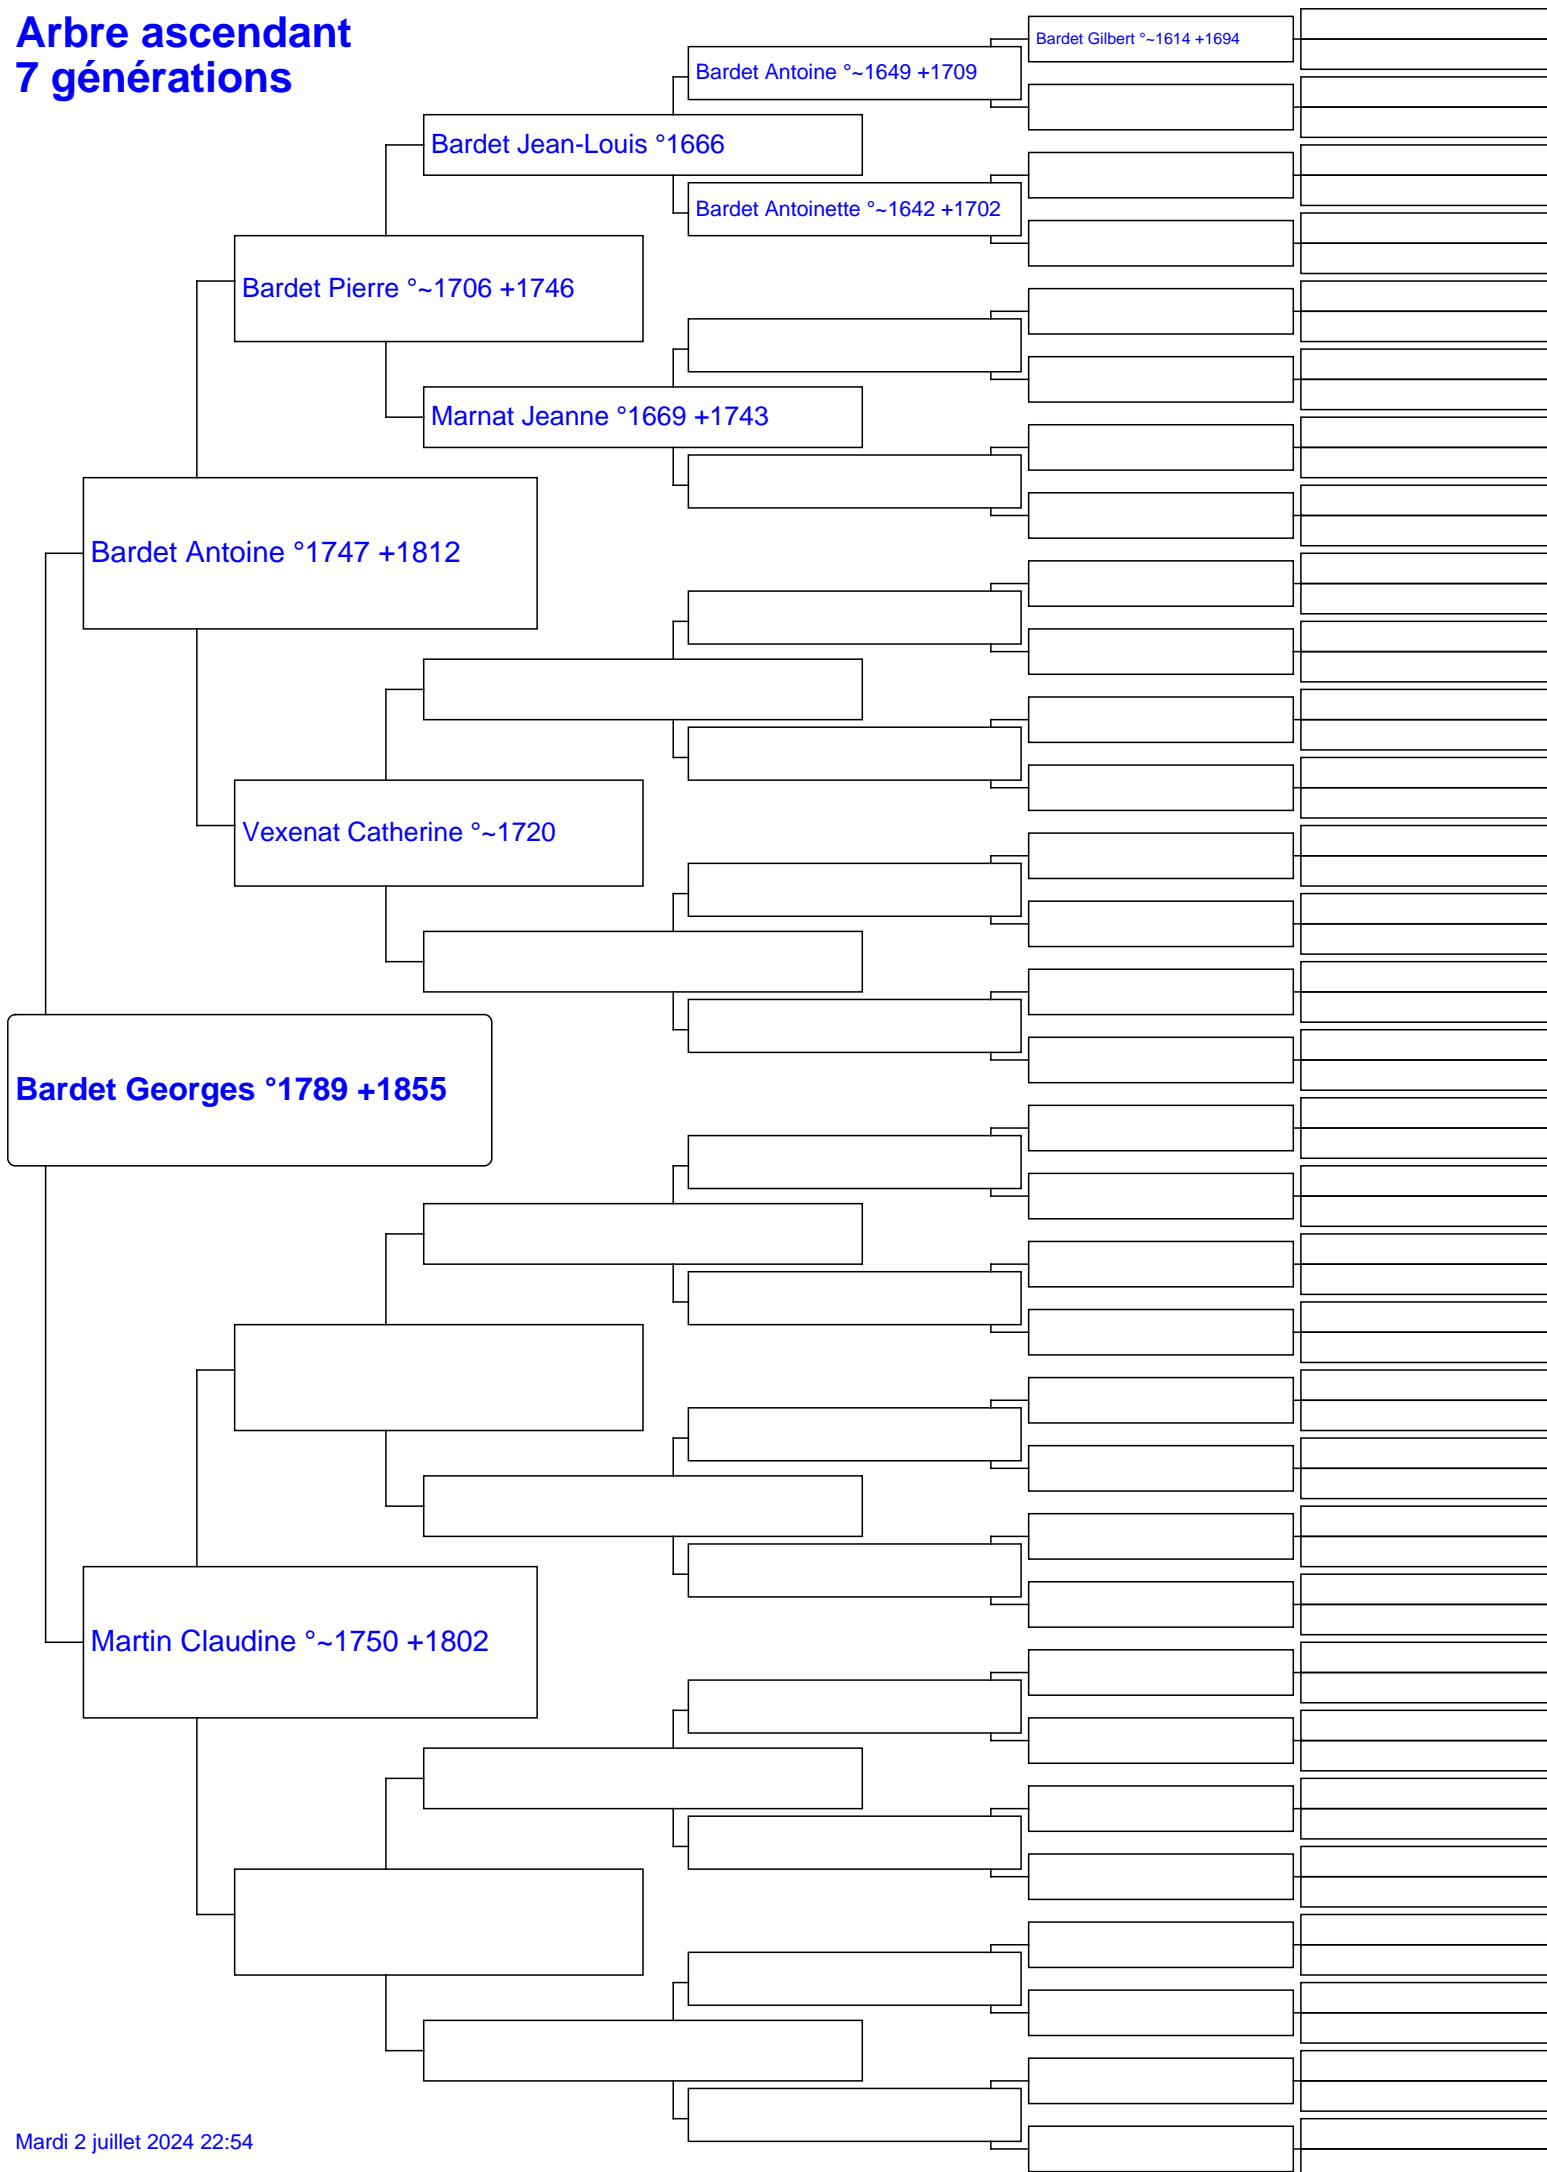 Arbre ascendant
7 générations
Bardet Gilbert °~1614 +1694
Bardet Antoine °~1649 +1709
Bardet Jean-Louis °1666
Bardet Antoinette °~1642 +1702
Bardet Pierre °~1706 +1746
Marnat Jeanne °1669 +1743
Bardet Antoine °1747 +1812
Vexenat Catherine °~1720
Bardet Georges °1789 +1855
Martin Claudine °~1750 +1802
Mardi 2 juillet 2024 22:54